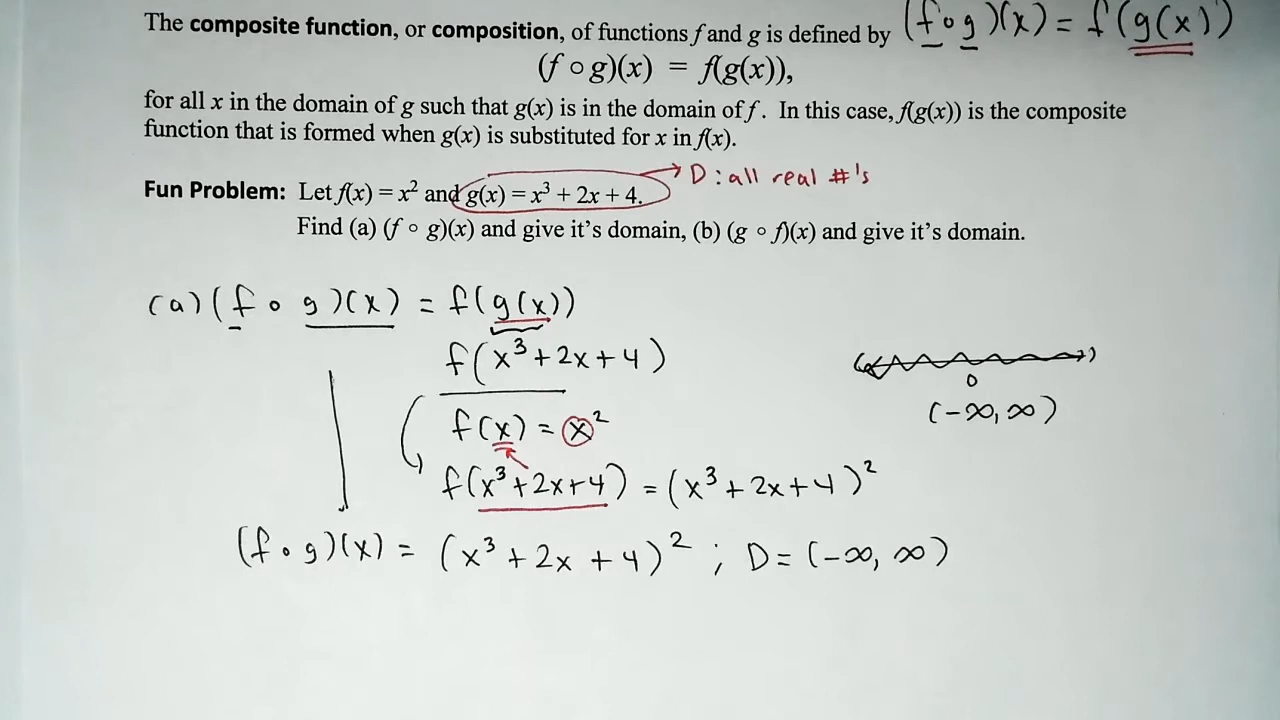 The composite function, or composition, of functions f and g is defined by (f ∘ g)(x) = f(g(x))
(f ∘ g)(x) = f(g(x)),
for all x in the domain of g such that g(x) is in the domain of f. In this case, f(g(x)) is the composite
function that is formed when g(x) is substituted for x in f(x).
→ D: all real #'s
Fun Problem: Let f(x) = x² and g(x) = x³ + 2x + 4.
Find (a) (f ∘ g)(x) and give it's domain, (b) (g ∘ f)(x) and give it's domain.
(a) (f ∘ g)(x) = f(g(x))
f(x³ + 2x + 4)
0
(-∞, ∞)
f(x) = x²
f(x³ + 2x + 4) = (x³ + 2x + 4)²
(f ∘ g)(x) = (x³ + 2x + 4)² ; D = (-∞, ∞)